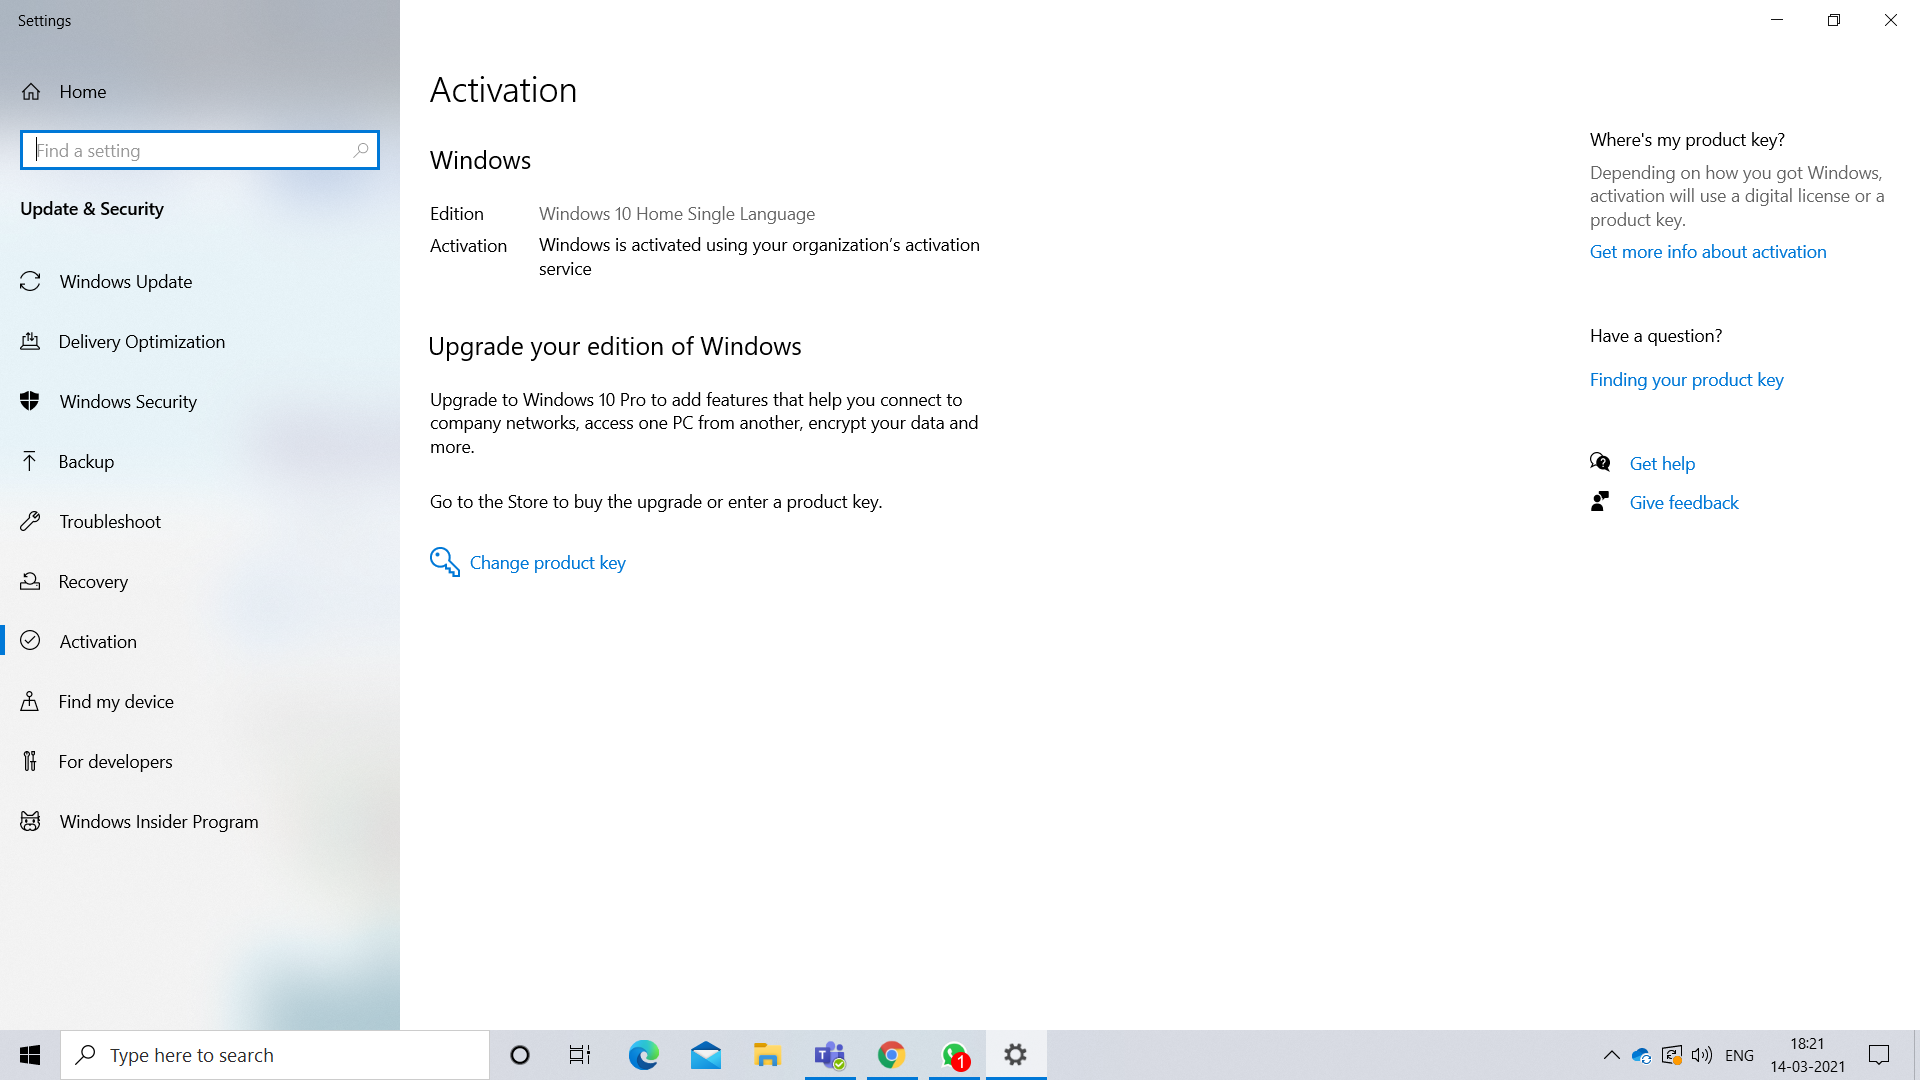 Settings
Home
Find a setting
Update & Security
Windows Update
Delivery Optimization
Windows Security
Backup
Troubleshoot
Recovery
Activation
Find my device
For developers
Windows Insider Program
Activation
Windows
Edition Windows 10 Home Single Language
Activation Windows is activated using your organization's activation
service
Upgrade your edition of Windows
Upgrade to Windows 10 Pro to add features that help you connect to
company networks, access one PC from another, encrypt your data and
more.
Go to the Store to buy the upgrade or enter a product key.
Change product key
Where's my product key?
Depending on how you got Windows,
activation will use a digital license or a
product key.
Get more info about activation
Have a question?
Finding your product key
Get help
Give feedback
Type here to search
1
ENG
18:21
14-03-2021